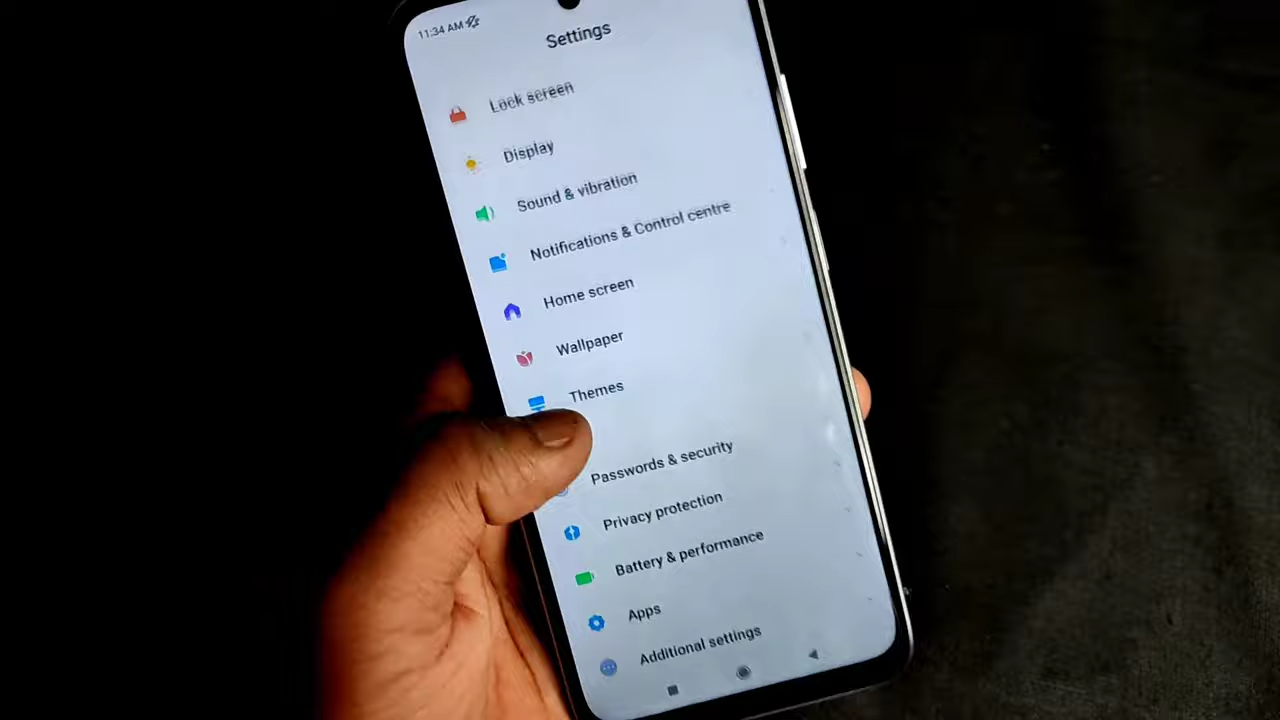 11:34 AM
Settings
Lock screen
Display
Sound & vibration
Notifications & Control centre
Home screen
Wallpaper
Themes
Passwords & security
Privacy protection
Battery & performance
Apps
Additional settings